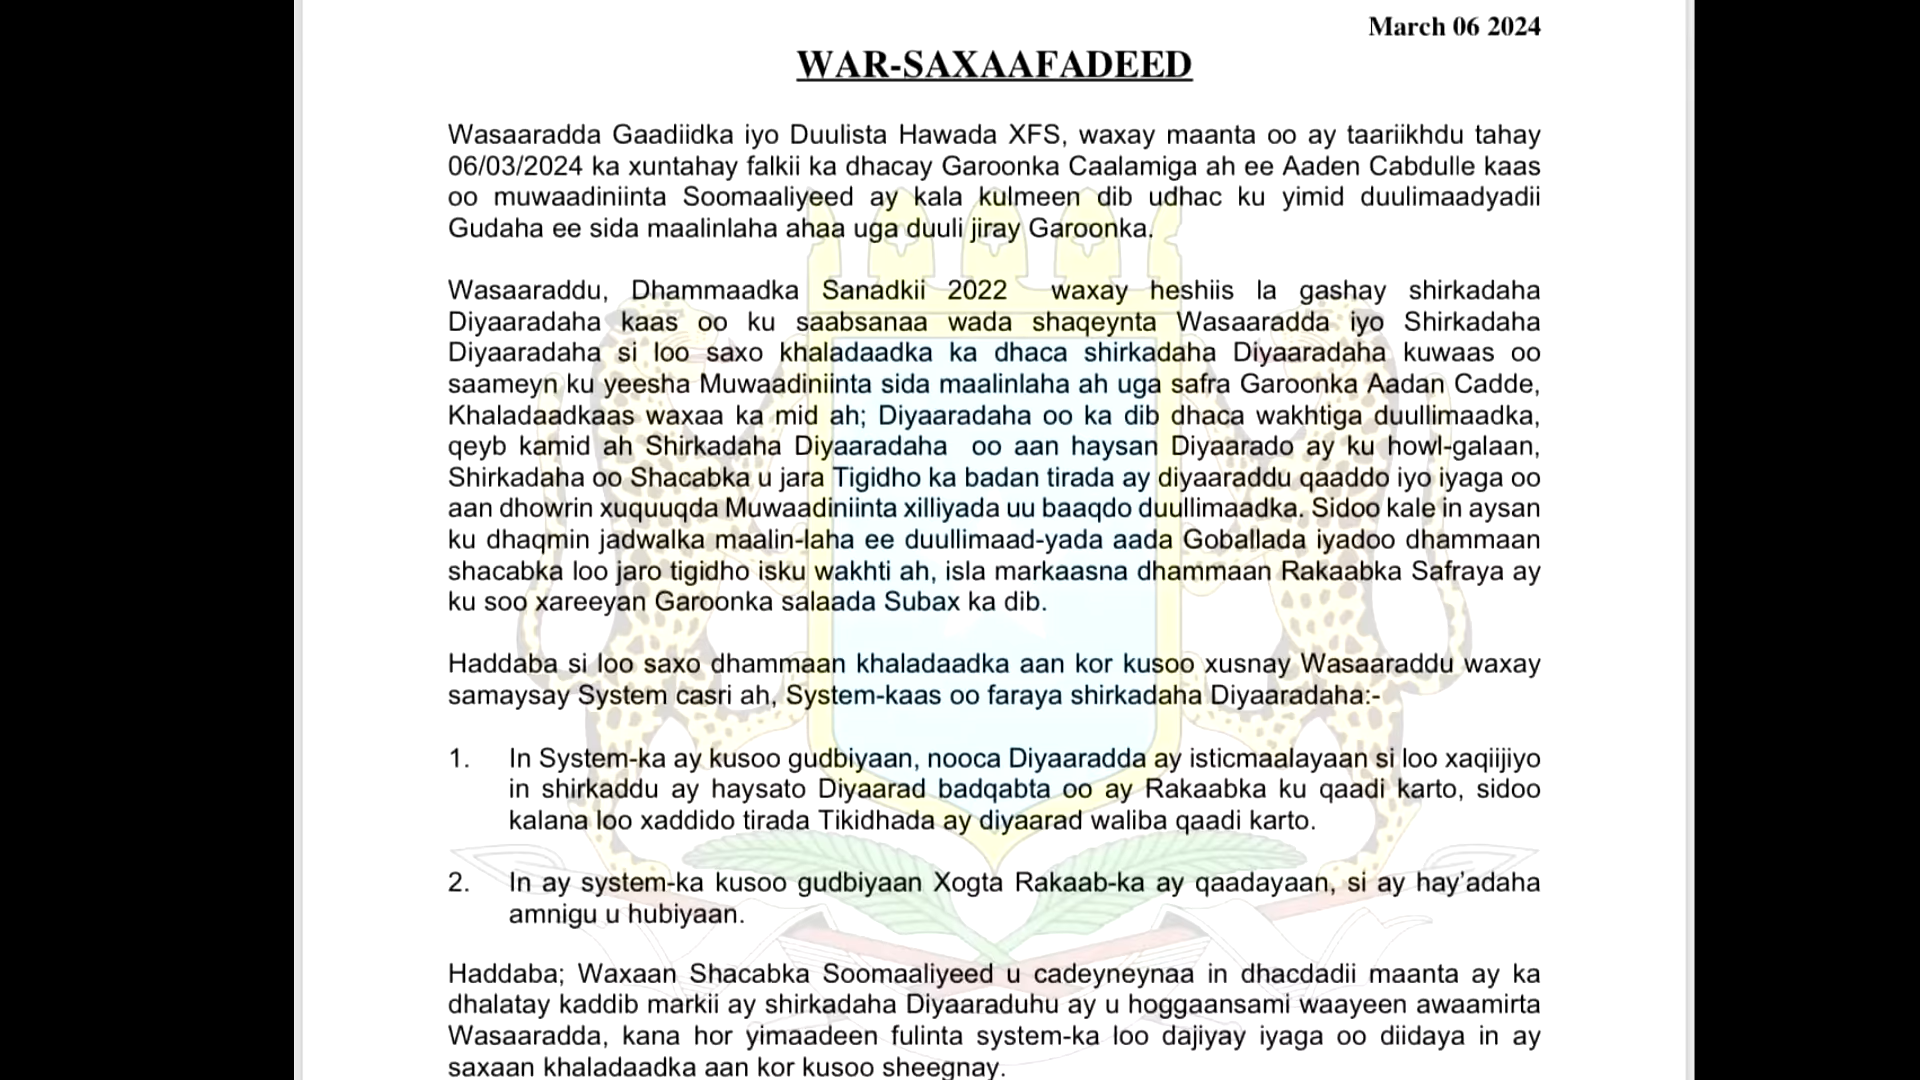 March 06 2024
WAR-SAXAAFADEED
Wasaaradda Gaadiidka iyo Duulista Hawada XFS, waxay maanta oo ay taariikhdu tahay
06/03/2024 ka xuntahay falkii ka dhacay Garoonka Caalamiga ah ee Aaden Cabdulle kaas
oo muwaadiniinta Soomaaliyeed ay kala kulmeen dib udhac ku yimid duulimaadyadii
Gudaha ee sida maalinlaha ahaa uga duuli jiray Garoonka.
Wasaaraddu, Dhammaadka Sanadkii 2022 waxay heshiis la gashay shirkadaha
Diyaaradaha kaas oo ku saabsanaa wada shaqeynta Wasaaradda iyo Shirkadaha
Diyaaradaha si loo saxo khaladaadka ka dhaca shirkadaha Diyaaradaha kuwaas oo
saameyn ku yeesha Muwaadiniinta sida maalinlaha ah uga safra Garoonka Aadan Cadde,
Khaladaadkaas waxaa ka mid ah; Diyaaradaha oo ka dib dhaca wakhtiga duullimaadka,
qeyb kamid ah Shirkadaha Diyaaradaha oo aan haysan Diyaarado ay ku howl-galaan,
Shirkadaha oo Shacabka u jara Tigidho ka badan tirada ay diyaaraddu qaaddo iyo iyaga oo
aan dhowrin xuquuqda Muwaadiniinta xilliyada uu baaqdo duullimaadka. Sidoo kale in aysan
ku dhaqmin jadwalka maalin-laha ee duullimaad-yada aada Goballada iyadoo dhammaan
shacabka loo jaro tigidho isku wakhti ah, isla markaasna dhammaan Rakaabka Safraya ay
ku soo xareeyan Garoonka salaada Subax ka dib.
Haddaba si loo saxo dhammaan khaladaadka aan kor kusoo xusnay Wasaaraddu waxay
samaysay System casri ah, System-kaas oo faraya shirkadaha Diyaaradaha:-
1. In System-ka ay kusoo gudbiyaan, nooca Diyaaradda ay isticmaalayaan si loo xaqiijiyo
in shirkaddu ay haysato Diyaarad badqabta oo ay Rakaabka ku qaadi karto, sidoo
kalana loo xaddido tirada Tikidhada ay diyaarad waliba qaadi karto.
2. In ay system-ka kusoo gudbiyaan Xogta Rakaab-ka ay qaadayaan, si ay hay’adaha
amnigu u hubiyaan.
Haddaba; Waxaan Shacabka Soomaaliyeed u cadeyneynaa in dhacdadii maanta ay ka
dhalatay kaddib markii ay shirkadaha Diyaaraduhu ay u hoggaansami waayeen awaamirta
Wasaaradda, kana hor yimaadeen fulinta system-ka loo dajiyay iyaga oo diidaya in ay
saxaan khaladaadka aan kor kusoo sheegnay.